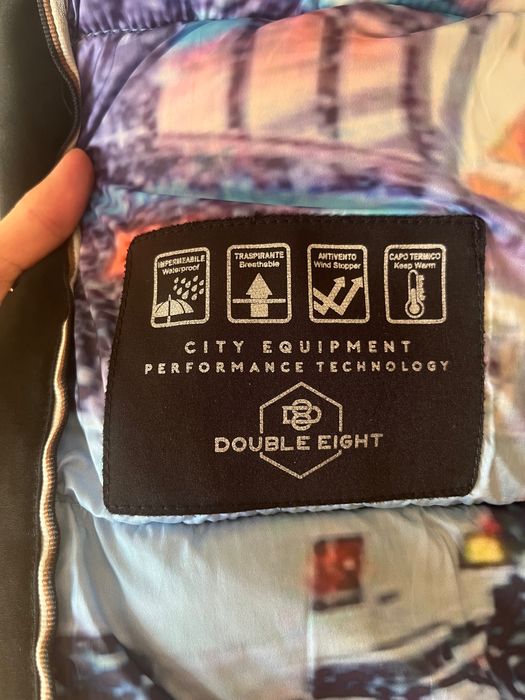 IMPERMEABILE
Waterproof
TRASPIRANTE
Breathable
ANTIVENTO
Wind Stopper
CAPO TERMICO
Keep Warm
CITY EQUIPMENT
PERFORMANCE TECHNOLOGY
DOUBLE EIGHT